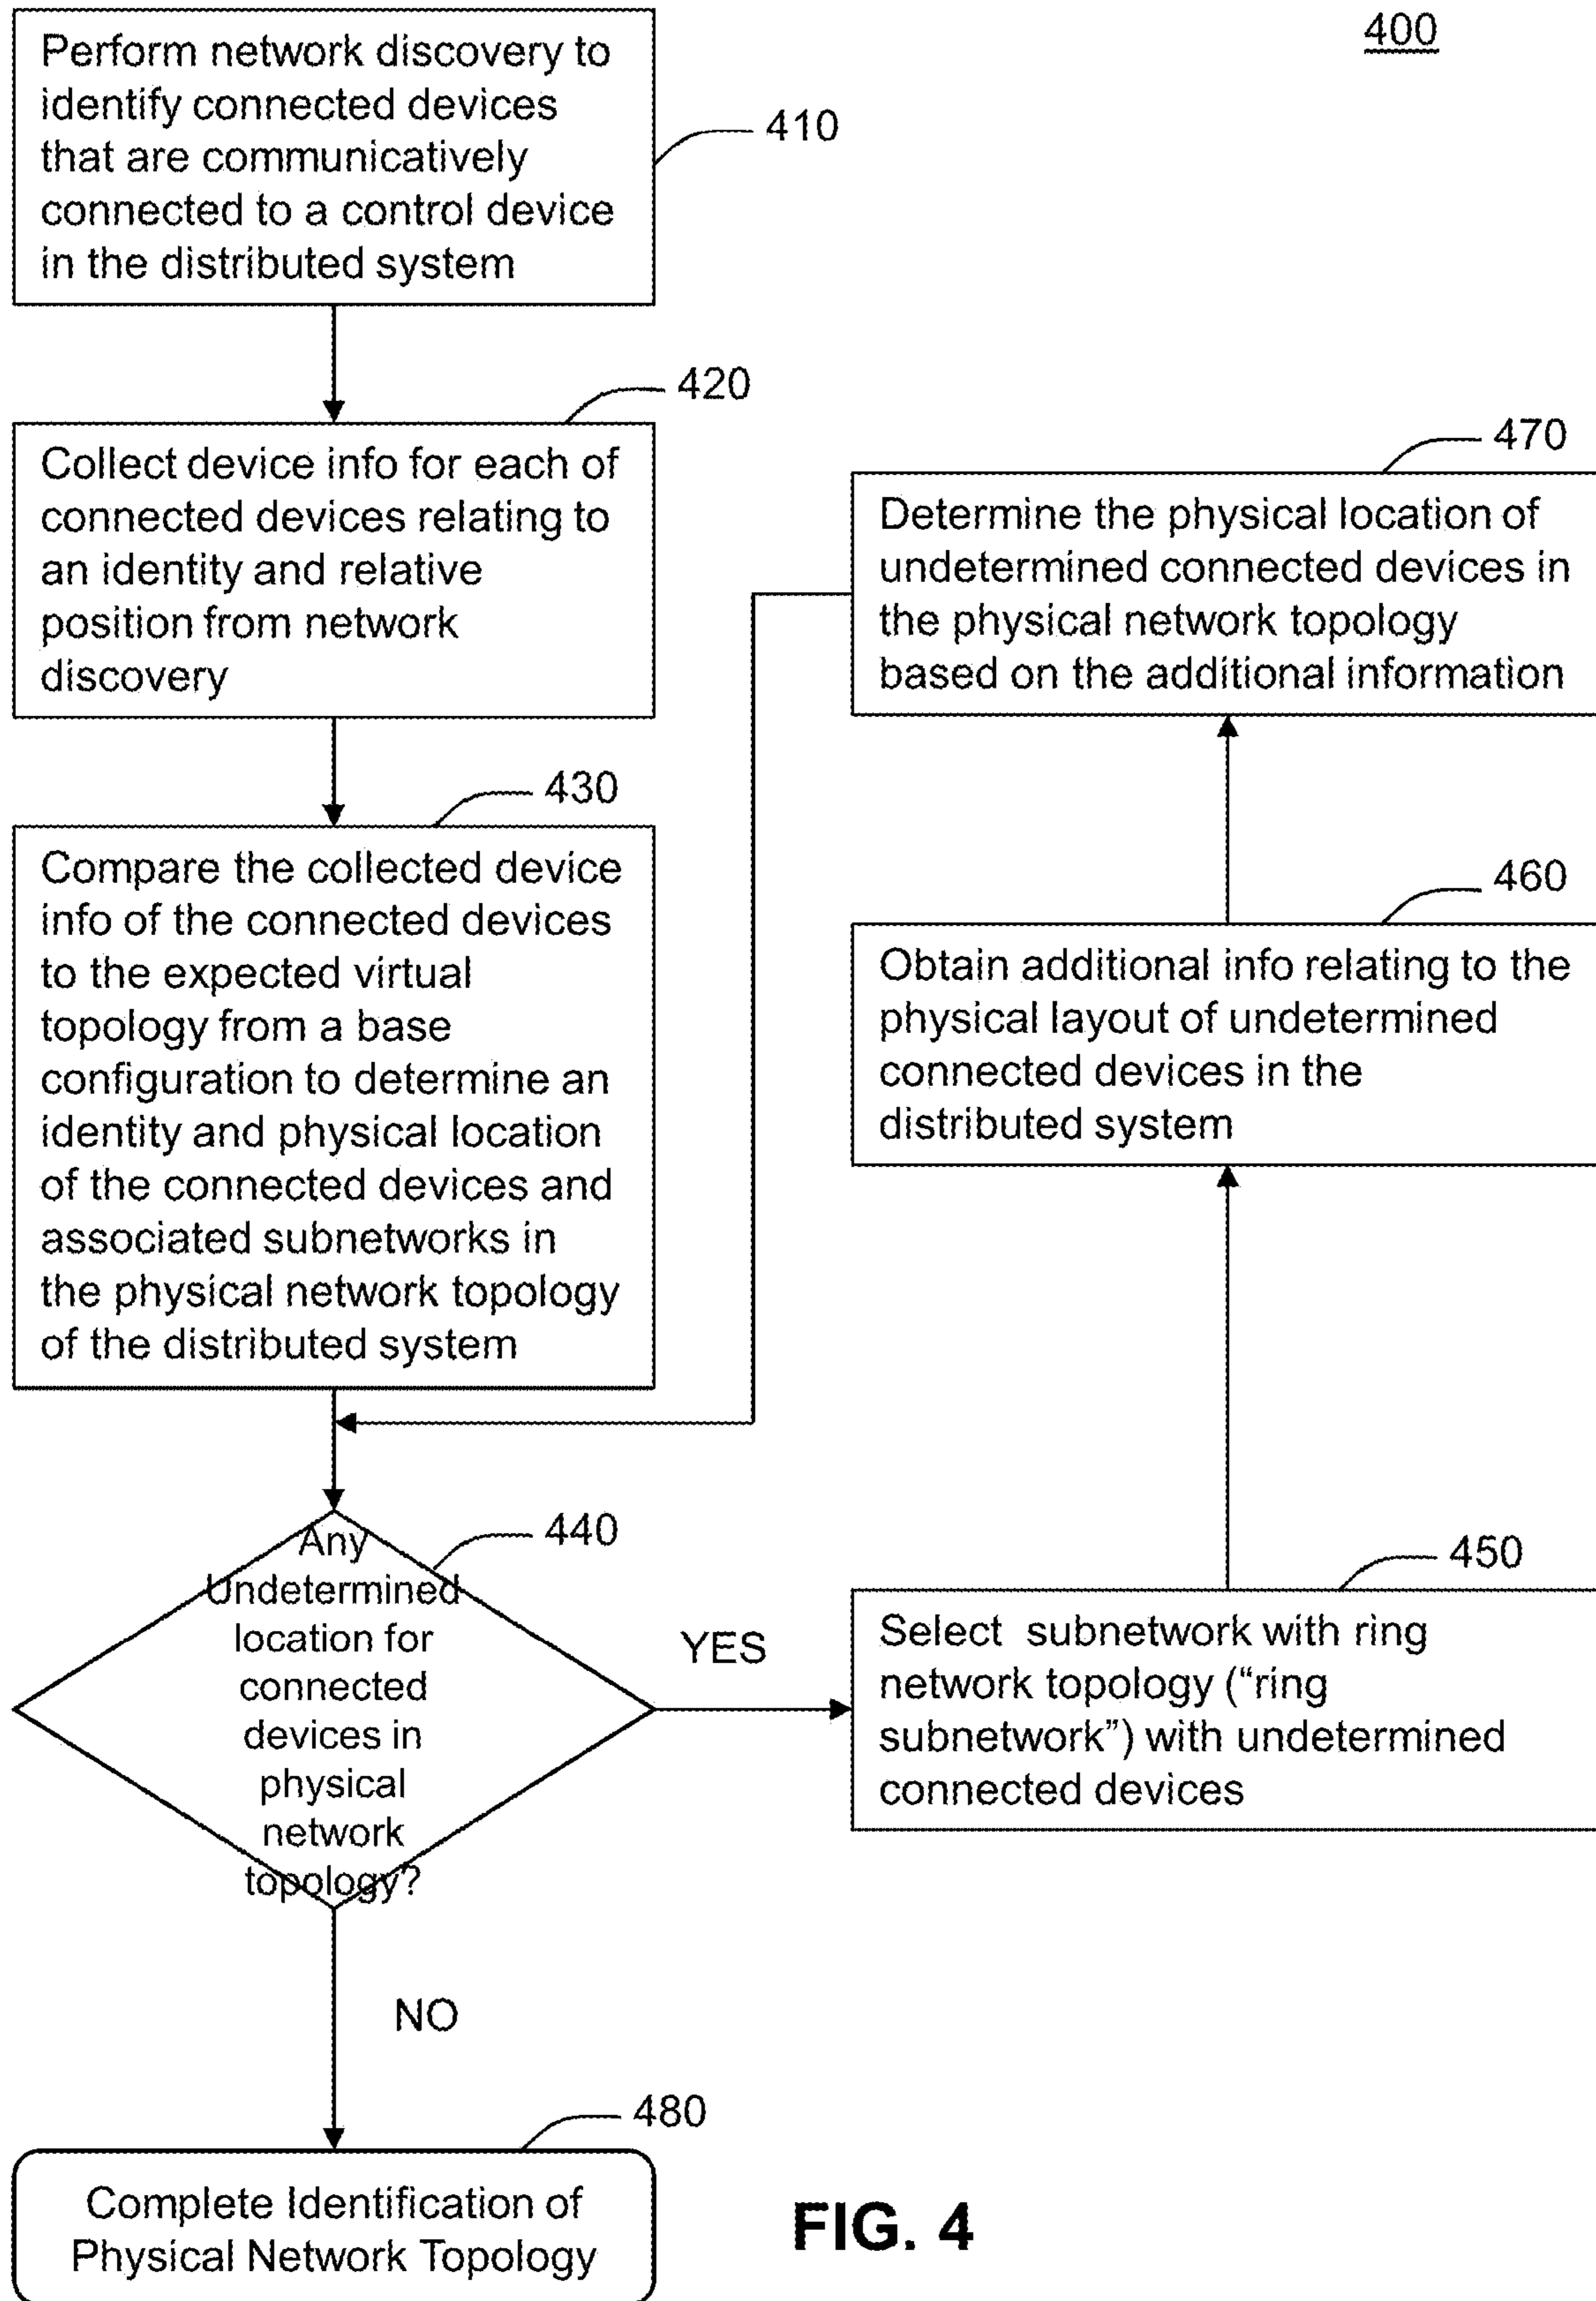 400
Perform network discovery to
identify connected devices
that are communicatively
connected to a control device
in the distributed system
410
420
Collect device info for each of
connected devices relating to
an identity and relative
position from network
discovery
430
Compare the collected device
info of the connected devices
to the expected virtual
topology from a base
configuration to determine an
identity and physical location
of the connected devices and
associated subnetworks in
the physical network topology
of the distributed system
440
Any
Undetermined
location for
connected
devices in
physical
network
topology?
YES
450
Select subnetwork with ring
network topology (“ring
subnetwork”) with undetermined
connected devices
460
Obtain additional info relating to the
physical layout of undetermined
connected devices in the
distributed system
470
Determine the physical location of
undetermined connected devices in
the physical network topology
based on the additional information
NO
480
Complete Identification of
Physical Network Topology
FIG. 4